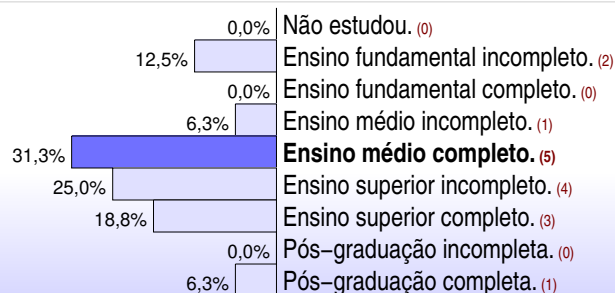 0,0% Não estudou. (0)
12,5% Ensino fundamental incompleto. (2)
0,0% Ensino fundamental completo. (0)
6,3% Ensino médio incompleto. (1)
31,3% Ensino médio completo. (5)
25,0% Ensino superior incompleto. (4)
18,8% Ensino superior completo. (3)
0,0% Pós–graduação incompleta. (0)
6,3% Pós–graduação completa. (1)